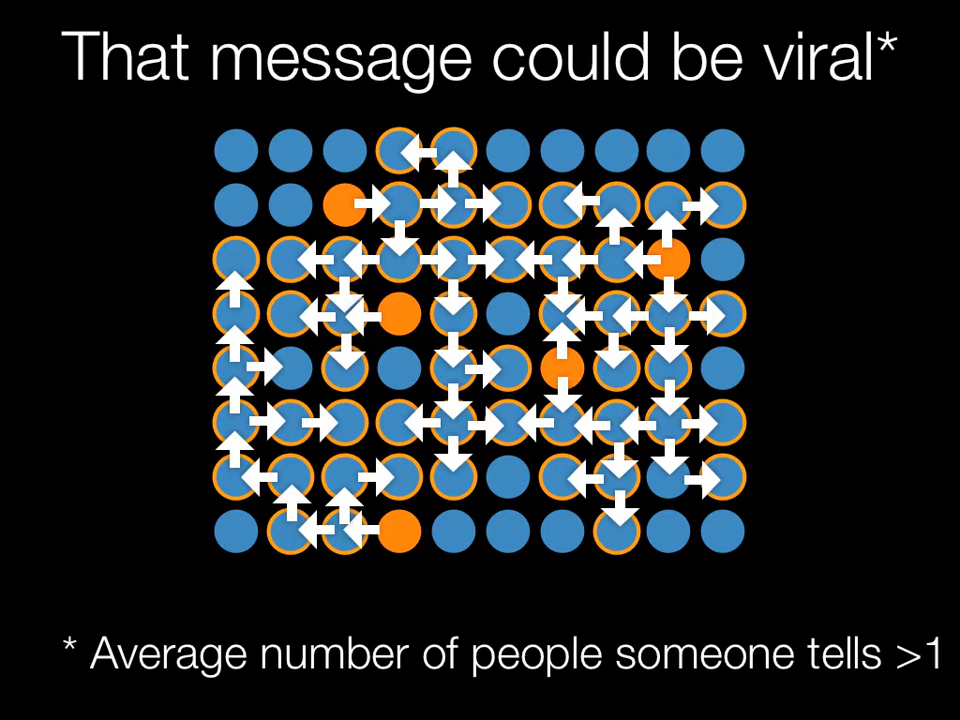 That message could be viral*
* Average number of people someone tells >1